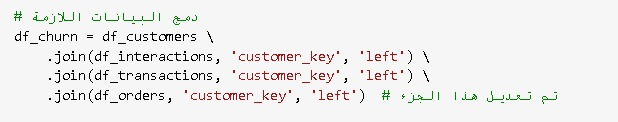 # دمج البيانات اللازمة
df_churn = df_customers \
    .join(df_interactions, 'customer_key', 'left') \
    .join(df_transactions, 'customer_key', 'left') \
    .join(df_orders, 'customer_key', 'left')  # تم تعديل هذا الجزء